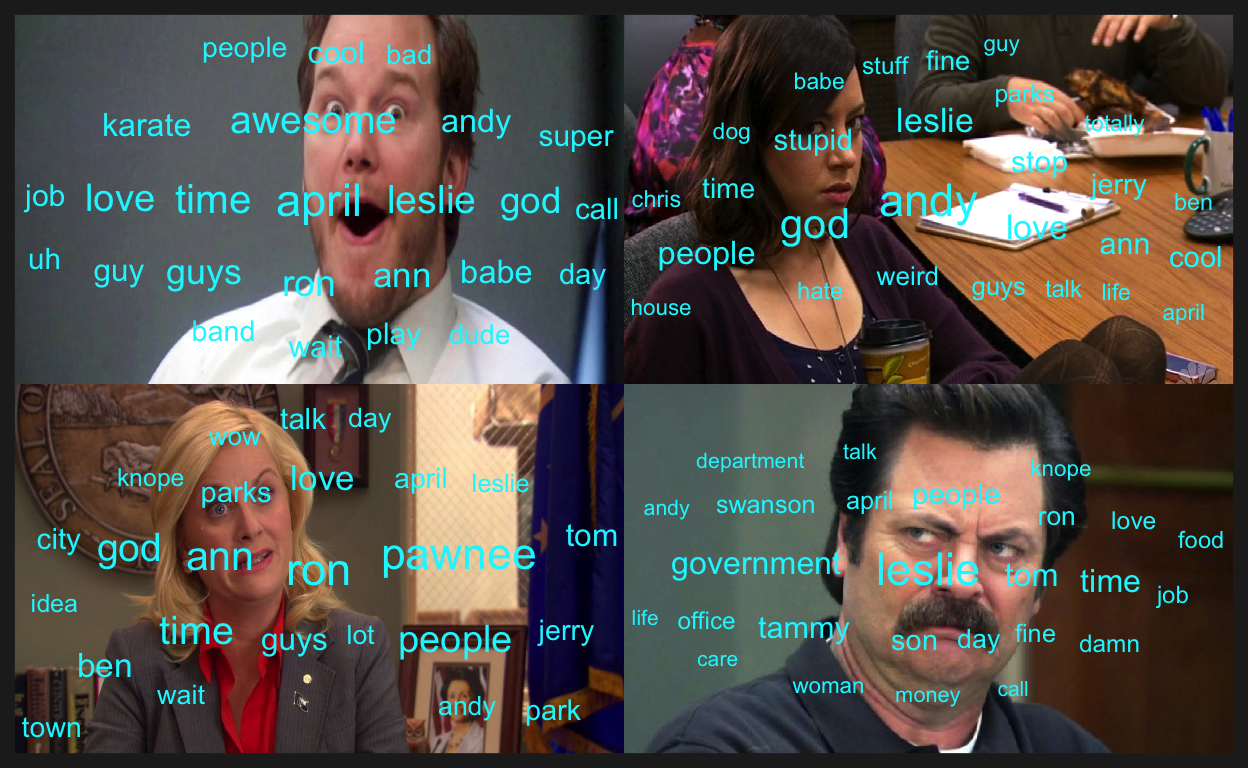 people cool bad
karate awesome andy super
job love time april leslie god call
uh guy guys ron ann babe day
band wait play dude
guy
stuff fine
babe parks
dog stupid leslie totally
stop
chris time jerry
god andy love ben
people ann cool
hate weird guys talk life
house april
talk day
wow
knope parks love april leslie
city god ann ron pawnee tom
idea
time guys lot people jerry
ben
wait andy park
town
SEAL
talk
department knope
andy swanson april people ron love food
government leslie tom time job
life office tammy son day fine damn
care
woman money call